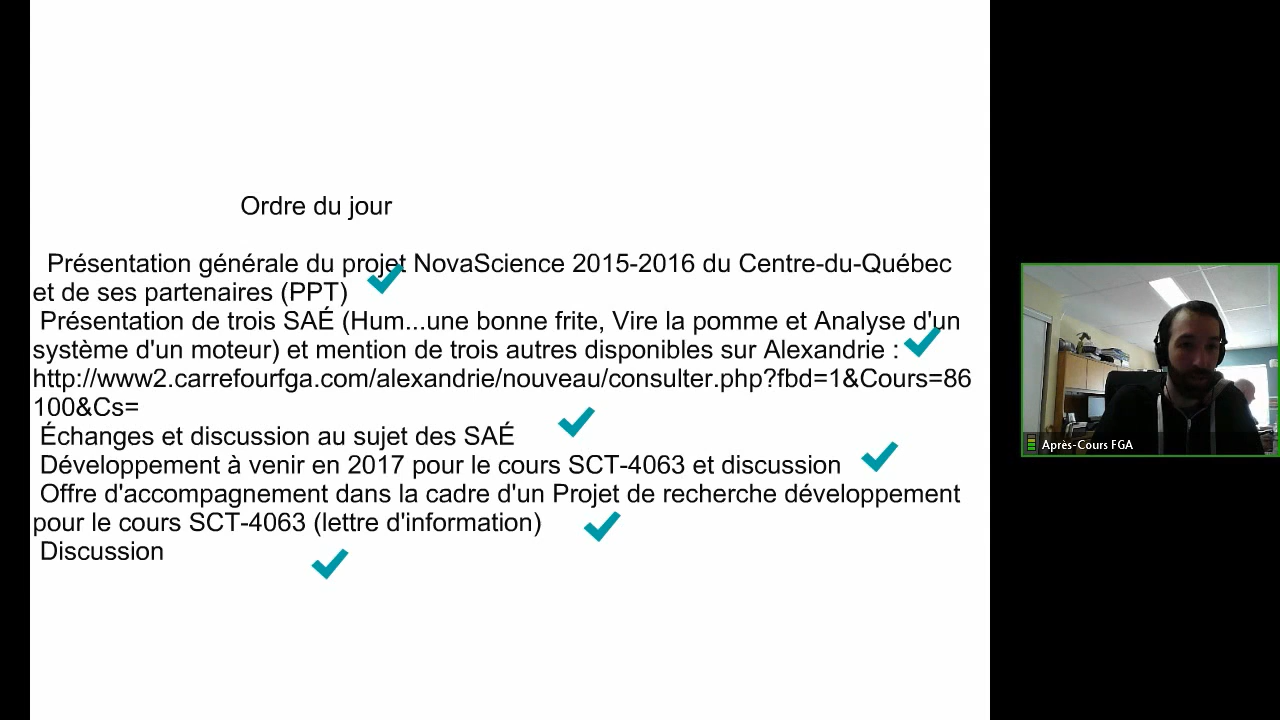 Ordre du jour
Présentation générale du projet NovaScience 2015-2016 du Centre-du-Québec
et de ses partenaires (PPT)
Présentation de trois SAÉ (Hum...une bonne frite, Vire la pomme et Analyse d'un
système d'un moteur) et mention de trois autres disponibles sur Alexandrie :
http://www2.carrefourfga.com/alexandrie/nouveau/consulter.php?fbd=1&Cours=86
100&Cs=
Échanges et discussion au sujet des SAÉ
Développement à venir en 2017 pour le cours SCT-4063 et discussion
Offre d'accompagnement dans la cadre d'un Projet de recherche développement
pour le cours SCT-4063 (lettre d'information)
Discussion
Après-Cours FGA